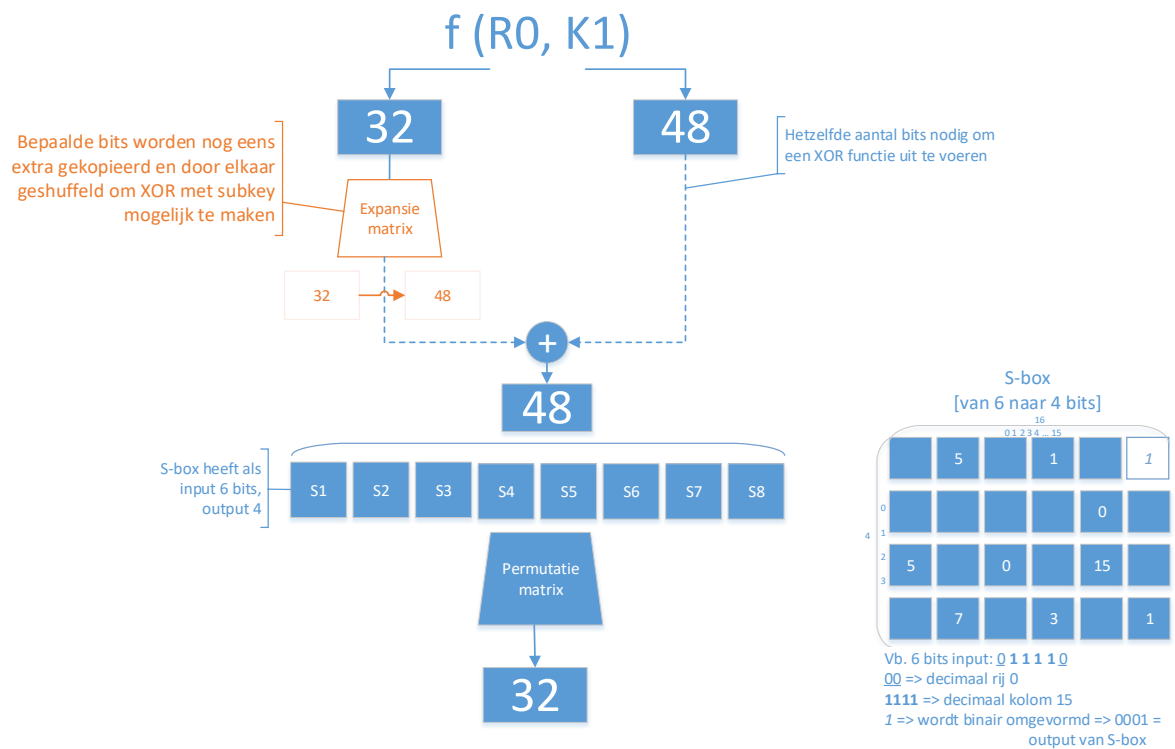 f (R0, K1)
32
48
Bepaalde bits worden nog eens
extra gekopieerd en door elkaar
geshuffeld om XOR met subkey
mogelijk te maken
Hetzelfde aantal bits nodig om
een XOR functie uit te voeren
Expansie
matrix
32
48
+
48
S-box heeft als
input 6 bits,
output 4
S1
S2
S3
S4
S5
S6
S7
S8
Permutatie
matrix
32
S-box
[van 6 naar 4 bits]
16
0 1 2 3 4 ... 15
5
1
1
0
0
4
1
2
5
0
15
3
7
3
1
Vb. 6 bits input: 0 1 1 1 1 0
00 => decimaal rij 0
1111 => decimaal kolom 15
1 => wordt binair omgevormd => 0001 =
output van S-box